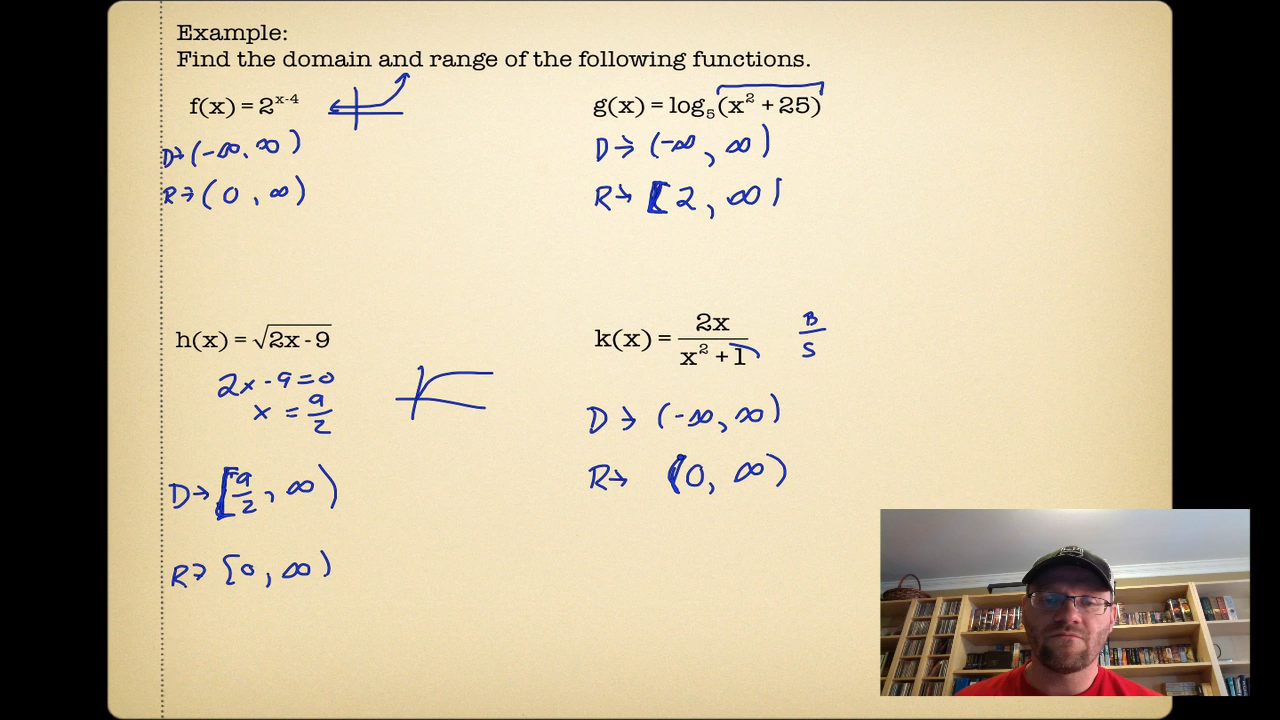 Example:
Find the domain and range of the following functions.
f(x) = 2^(x-4)
D→ (-∞, ∞)
R→ (0, ∞)
g(x) = log₅(x² + 25)
D→ (-∞, ∞)
R→ [2, ∞)
h(x) = √(2x - 9)
2x - 9 = 0
x = 9/2
D→ [9/2, ∞)
R→ [0, ∞)
k(x) = 2x/(x² + 1)
B/S
D→ (-∞, ∞)
R→ (0, ∞)